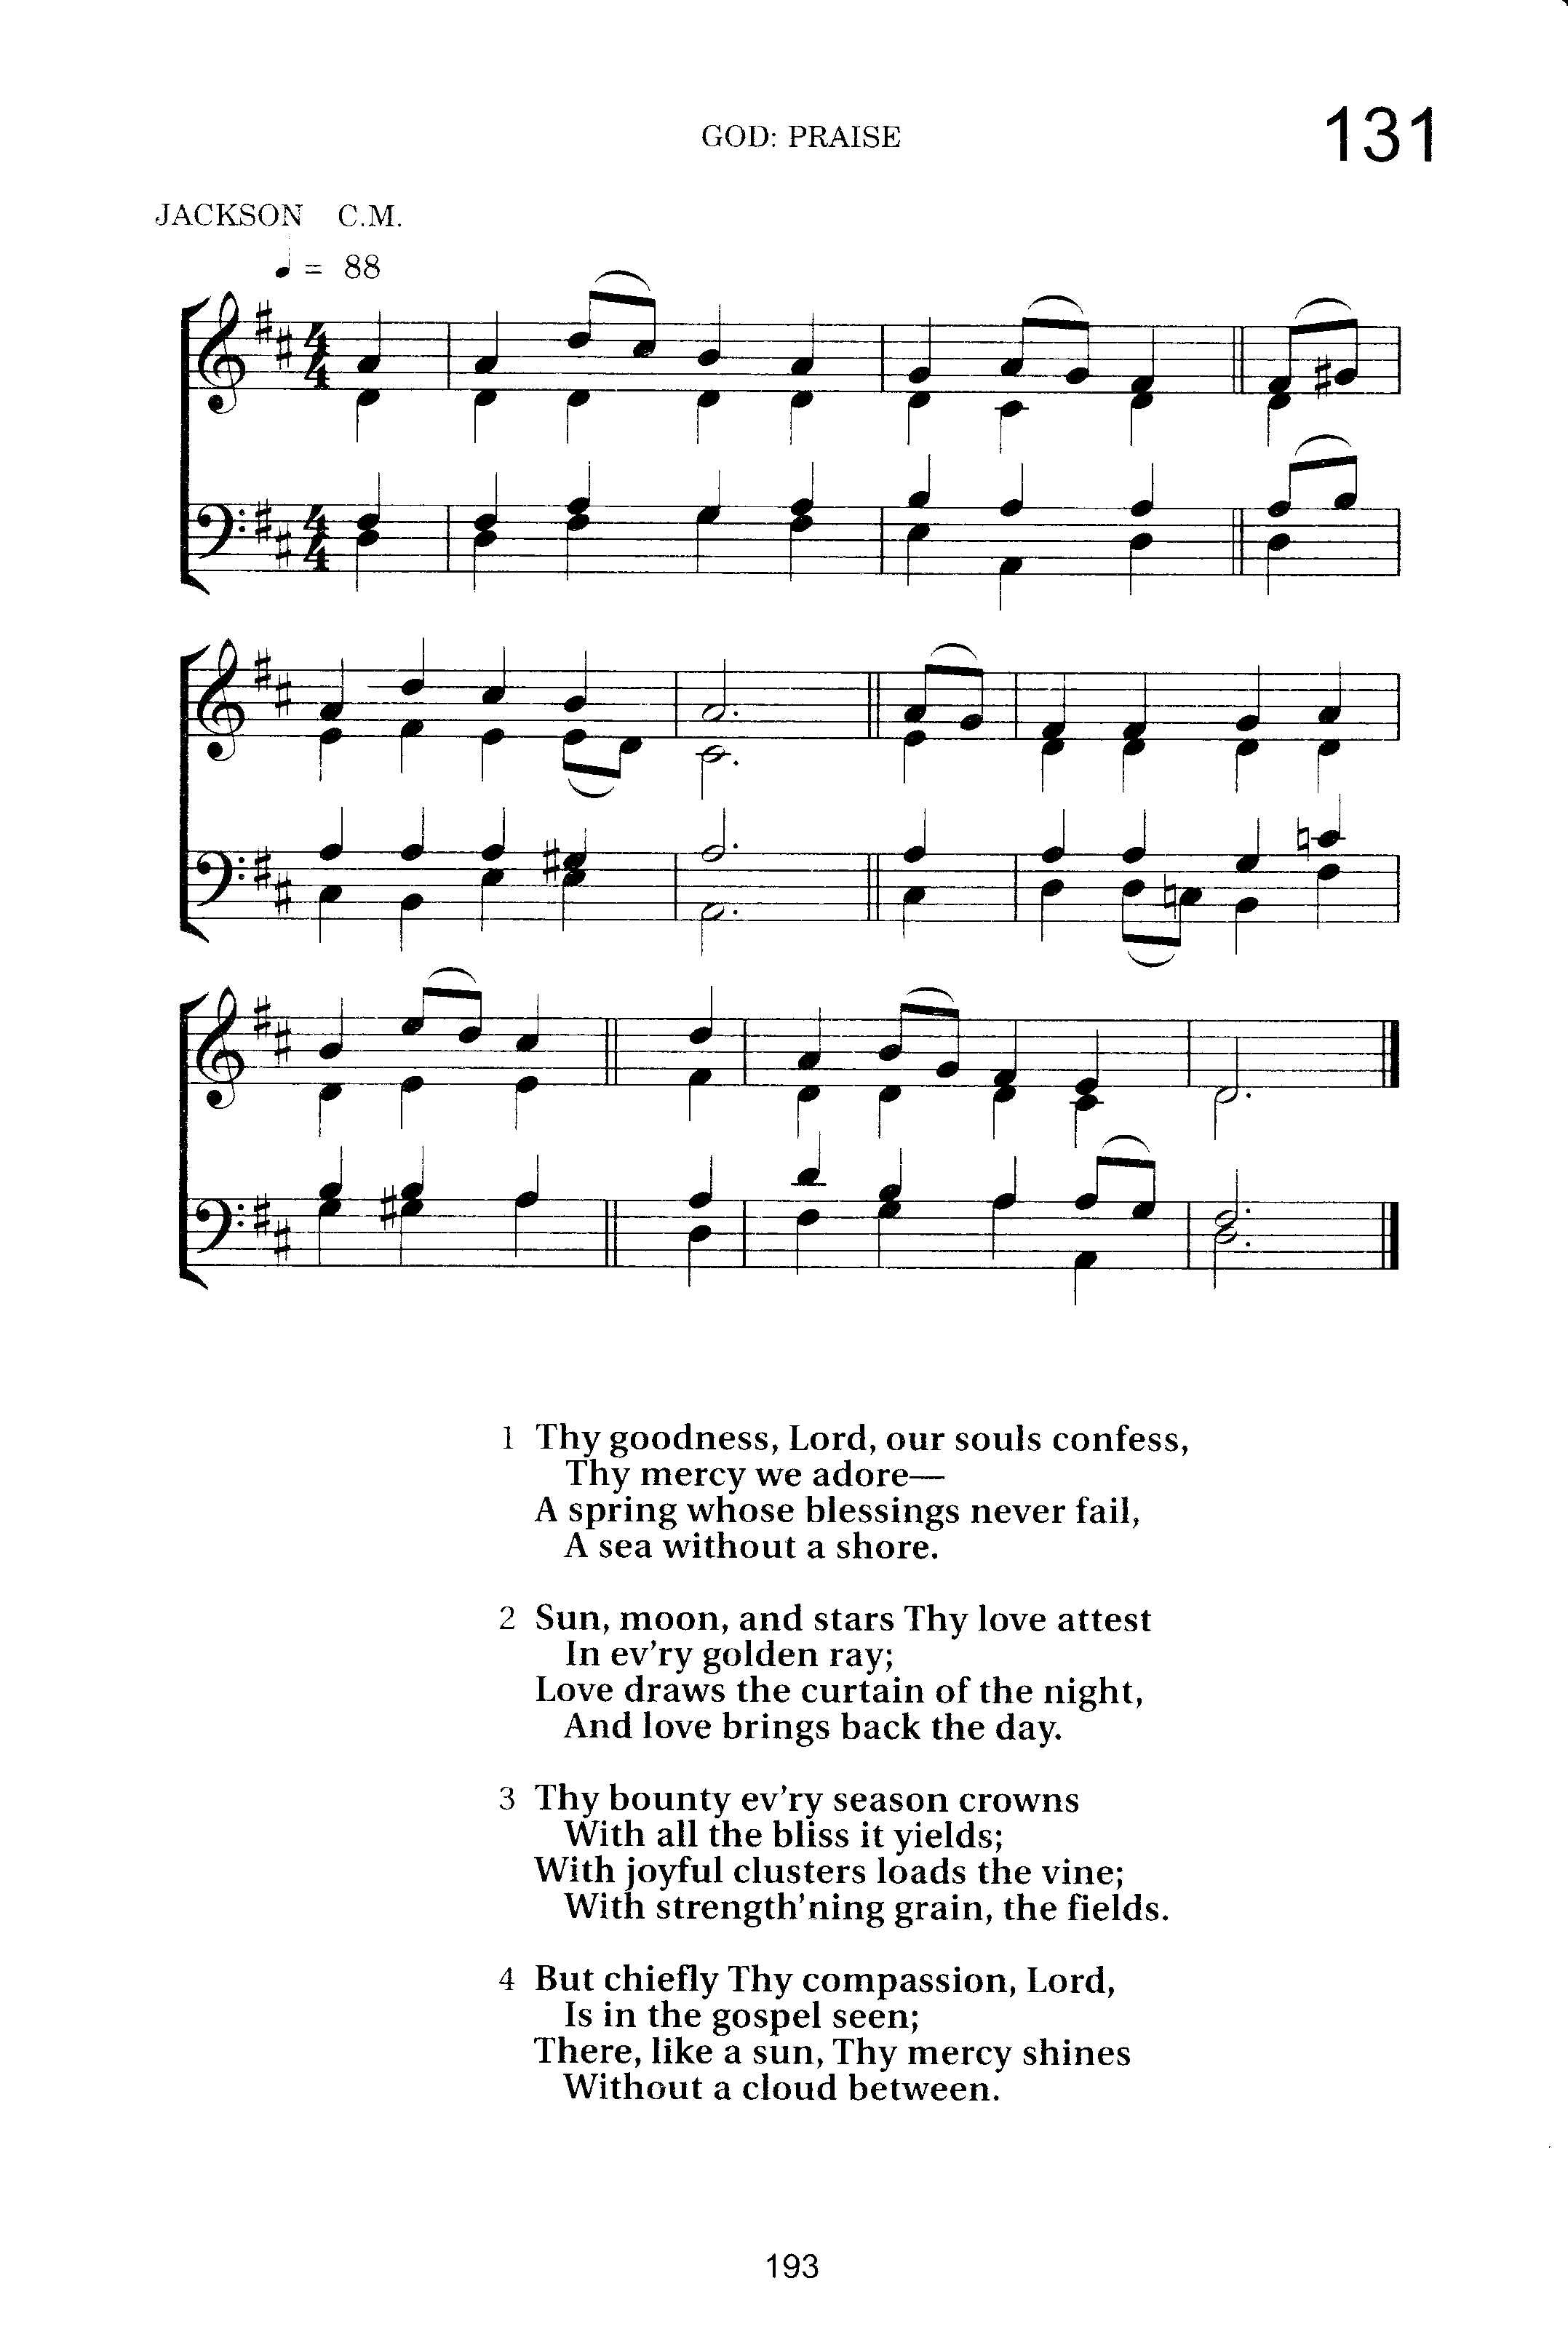 GOD: PRAISE
131
JACKSON C.M.
♩ = 88
4
4
4
4
1 Thy goodness, Lord, our souls confess,
Thy mercy we adore—
A spring whose blessings never fail,
A sea without a shore.
2 Sun, moon, and stars Thy love attest
In ev'ry golden ray;
Love draws the curtain of the night,
And love brings back the day.
3 Thy bounty ev'ry season crowns
With all the bliss it yields;
With joyful clusters loads the vine;
With strength'ning grain, the fields.
4 But chiefly Thy compassion, Lord,
Is in the gospel seen;
There, like a sun, Thy mercy shines
Without a cloud between.
193